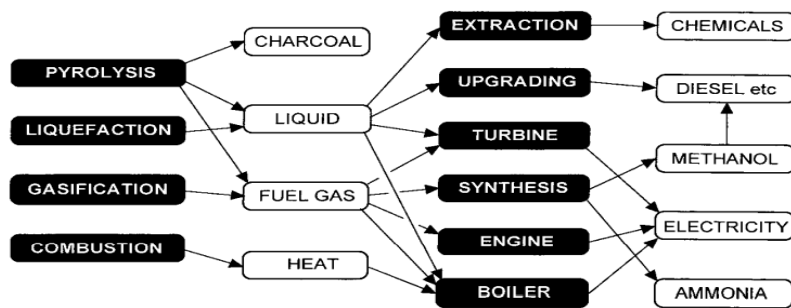 EXTRACTION
CHEMICALS
CHARCOAL
PYROLYSIS
UPGRADING
DIESEL etc
LIQUEFACTION
LIQUID
TURBINE
METHANOL
GASIFICATION
FUEL GAS
SYNTHESIS
ELECTRICITY
COMBUSTION
HEAT
ENGINE
BOILER
AMMONIA